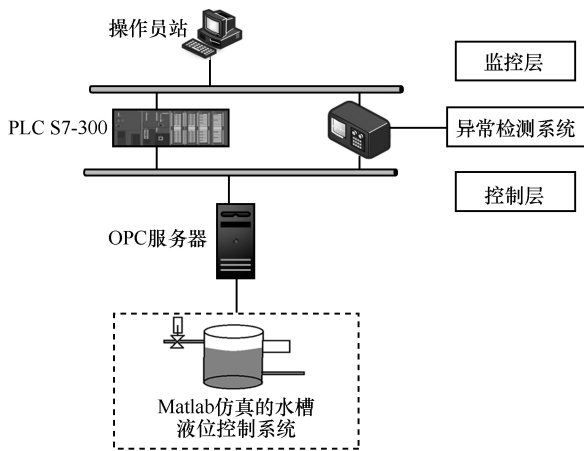 操作员站
监控层
PLC S7-300
异常检测系统
控制层
OPC服务器
Matlab仿真的水槽
液位控制系统